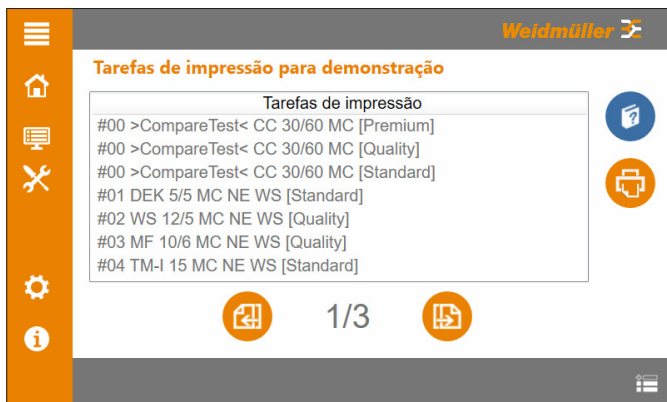 Weidmüller
Tarefas de impressão para demonstração
Tarefas de impressão
#00 >CompareTest< CC 30/60 MC [Premium]
#00 >CompareTest< CC 30/60 MC [Quality]
#00 >CompareTest< CC 30/60 MC [Standard]
#01 DEK 5/5 MC NE WS [Standard]
#02 WS 12/5 MC NE WS [Quality]
#03 MF 10/6 MC NE WS [Quality]
#04 TM-I 15 MC NE WS [Standard]
1/3